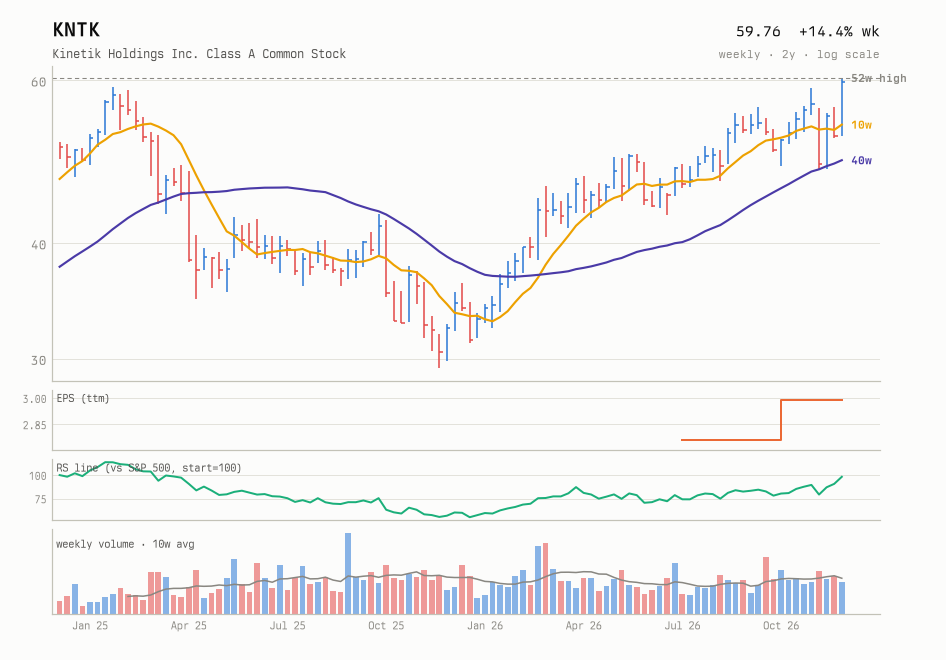 KNTK
59.76 +14.4% wk
Kinetik Holdings Inc. Class A Common Stock
weekly · 2y · log scale
60
52w high
10w
40w
40
30
EPS (ttm)
3.00
2.85
RS line (vs S&P 500, start=100)
100
75
weekly volume · 10w avg
Jan 25 Apr 25 Jul 25 Oct 25 Jan 26 Apr 26 Jul 26 Oct 26